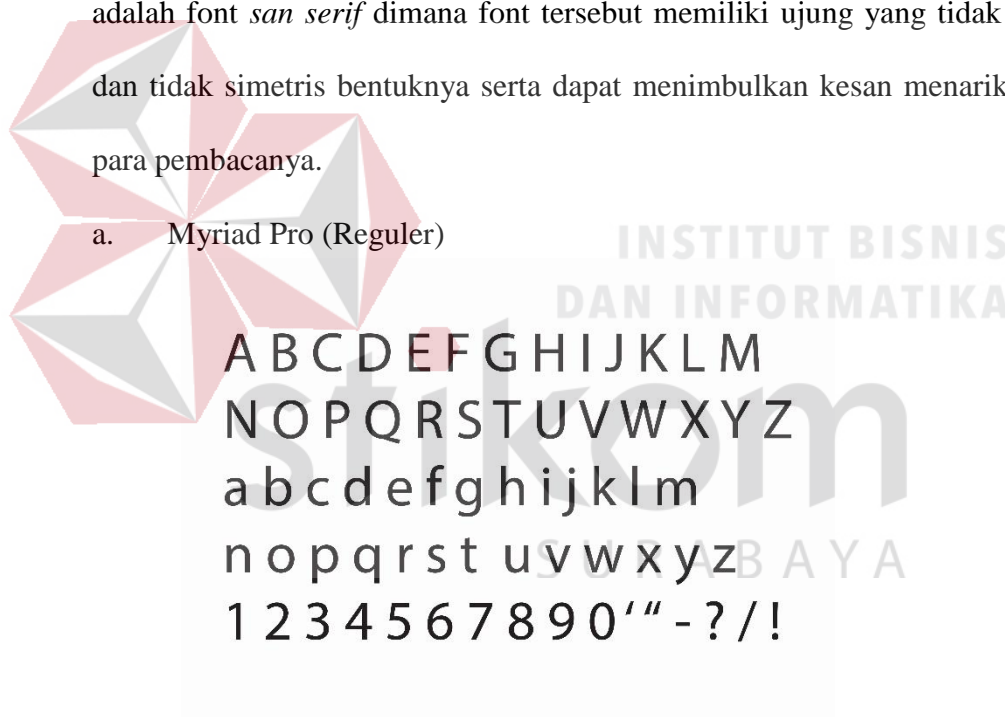 adalah font san serif dimana font tersebut memiliki ujung yang tidak
dan tidak simetris bentuknya serta dapat menimbulkan kesan menarik
para pembacanya.
a. Myriad Pro (Reguler)
INSTITUT BISNIS
DAN INFORMATIKA
stikom
SURABAYA
A B C D E F G H I J K L M
N O P Q R S T U V W X Y Z
a b c d e f g h i j k l m
n o p q r s t u v w x y z
1 2 3 4 5 6 7 8 9 0 ‘ “ - ? / !